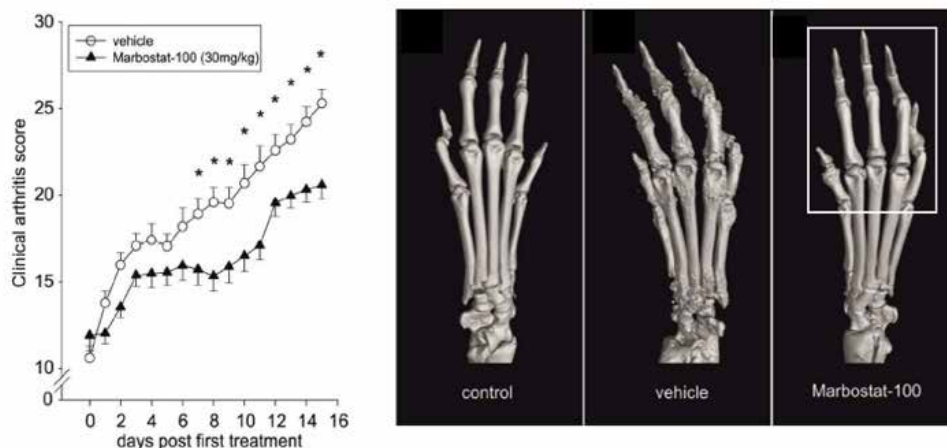 30
25
20
15
10
0
Clinical arthritis score
vehicle
Marbostat-100 (30mg/kg)
* * * * * * * * *
0 2 4 6 8 10 12 14 16
days post first treatment
control
vehicle
Marbostat-100